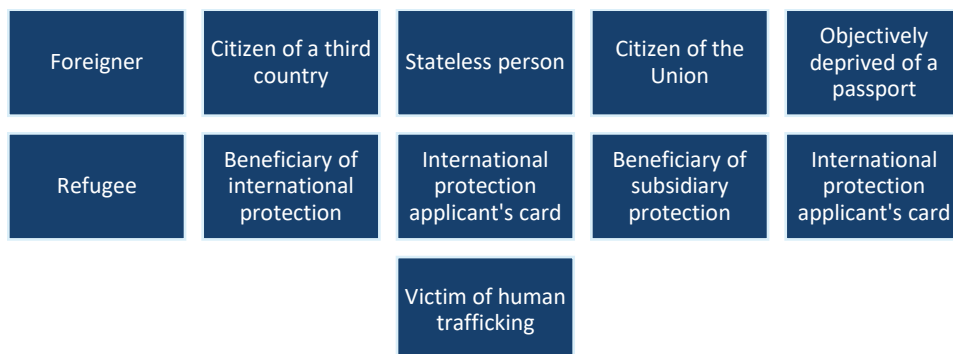 Foreigner
Citizen of a third
country
Stateless person
Citizen of the
Union
Objectively
deprived of a
passport
Refugee
Beneficiary of
international
protection
International
protection
applicant's card
Beneficiary of
subsidiary
protection
International
protection
applicant's card
Victim of human
trafficking